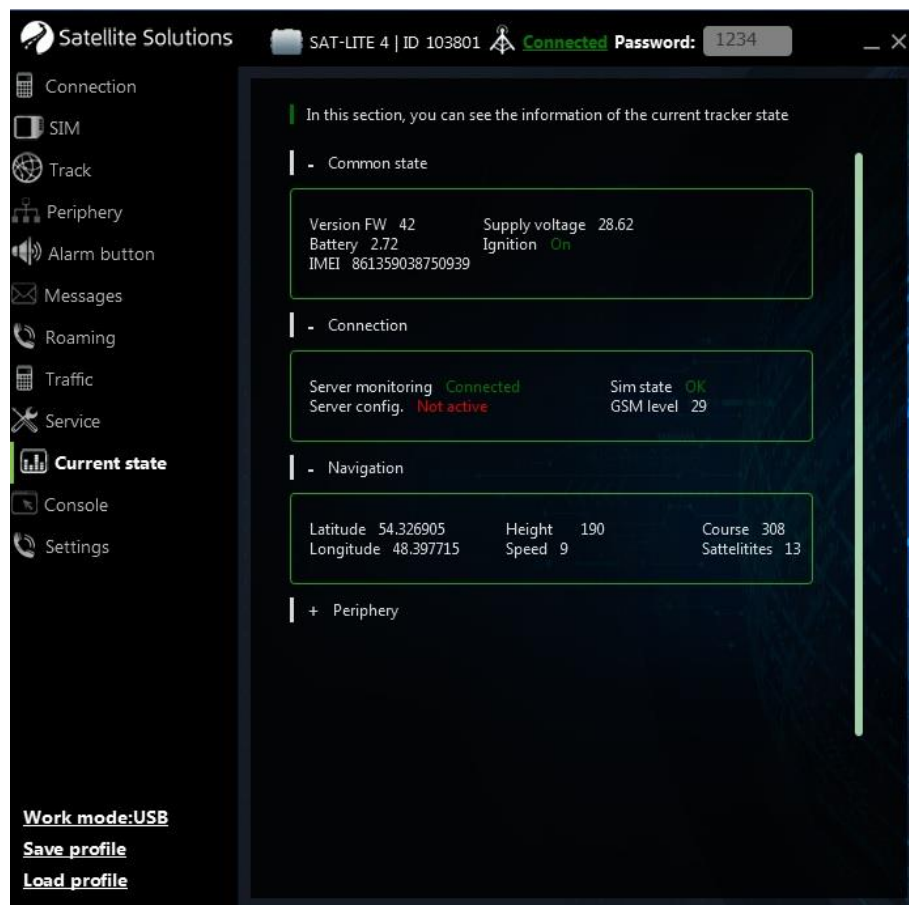 Satellite Solutions
SAT-LITE 4 | ID 103801 Connected Password: 1234
Connection
SIM
Track
Periphery
Alarm button
Messages
Roaming
Traffic
Service
Current state
Console
Settings
Work mode:USB
Save profile
Load profile
In this section, you can see the information of the current tracker state
- Common state
Version FW 42 Supply voltage 28.62
Battery 2.72 Ignition On
IMEI 861359038750939
- Connection
Server monitoring Connected Sim state OK
Server config. Not active GSM level 29
- Navigation
Latitude 54.326905 Height 190 Course 308
Longitude 48.397715 Speed 9 Sattelitites 13
+ Periphery